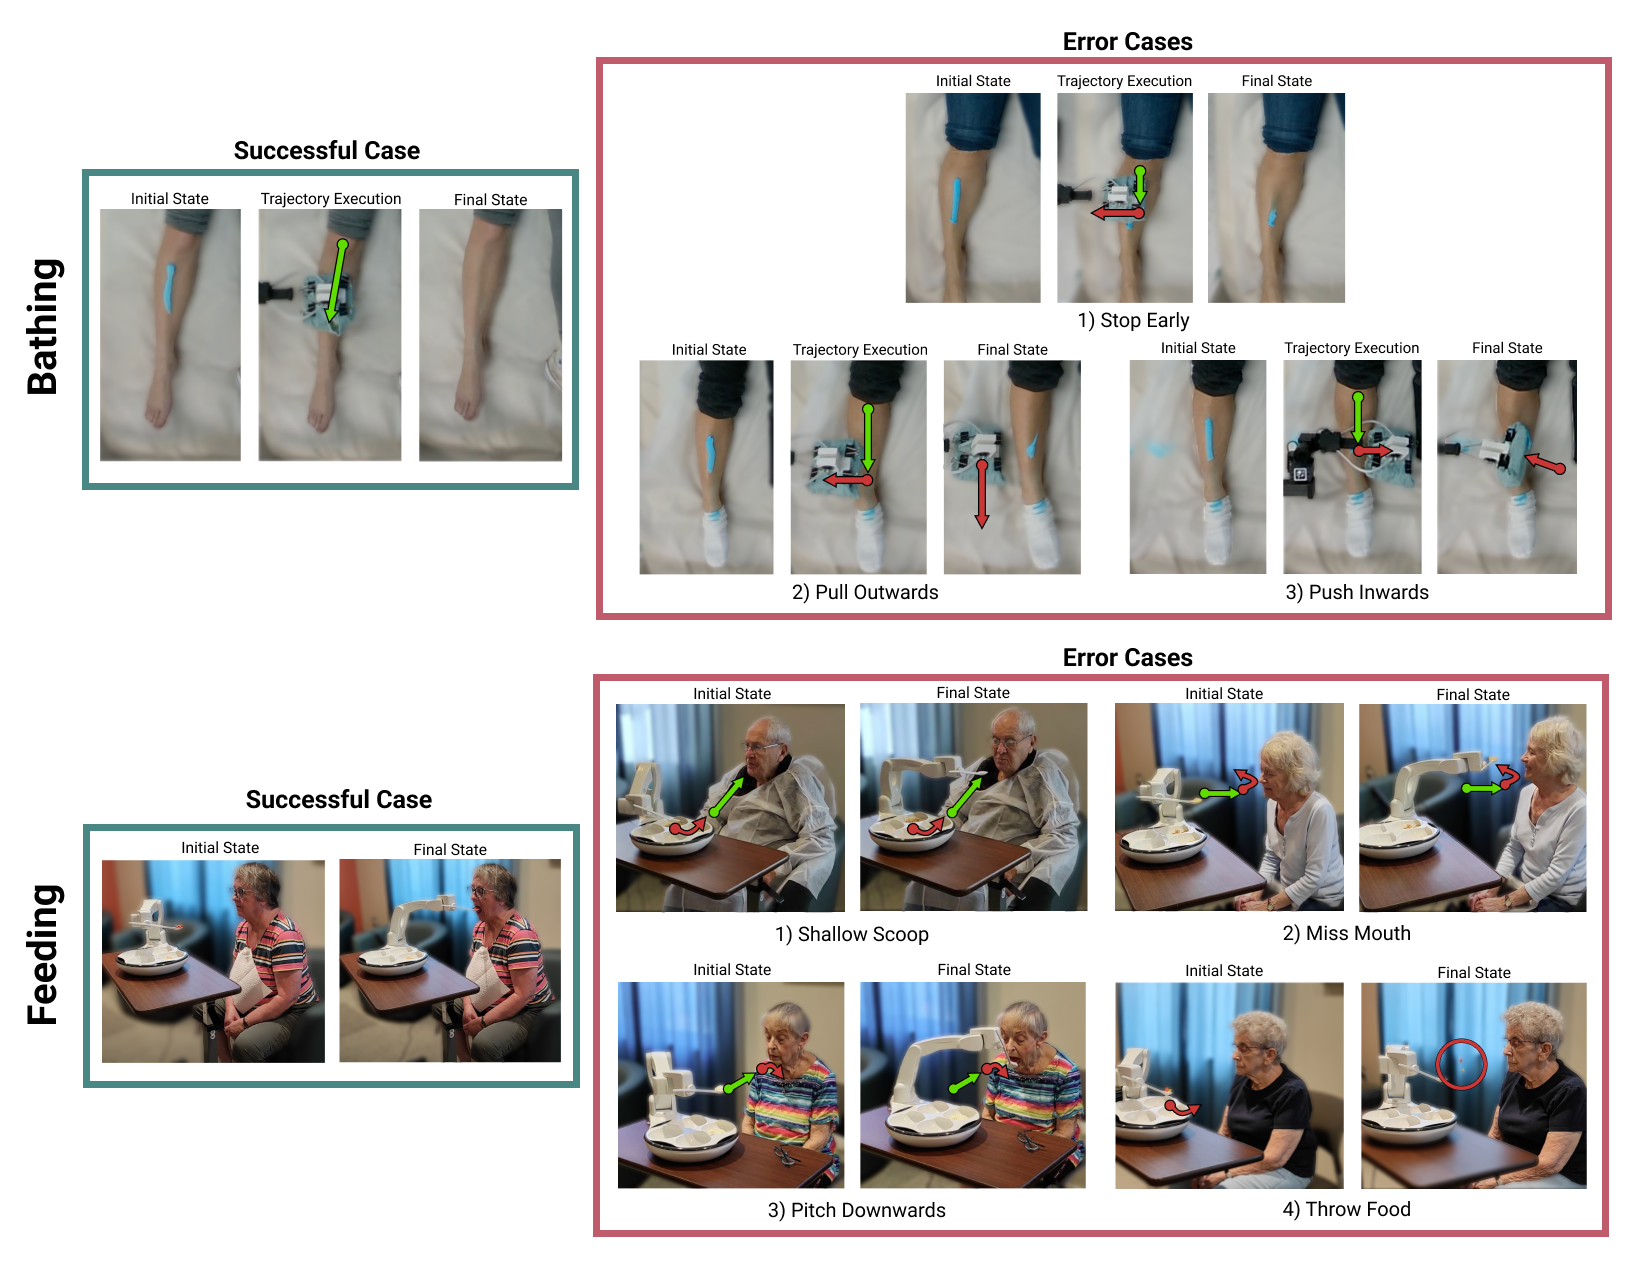 Bathing
Successful Case
Initial State
Trajectory Execution
Final State
Error Cases
Initial State
Trajectory Execution
Final State
1) Stop Early
Initial State
Trajectory Execution
Final State
2) Pull Outwards
Initial State
Trajectory Execution
Final State
3) Push Inwards
Feeding
Successful Case
Initial State
Final State
Error Cases
Initial State
Final State
1) Shallow Scoop
Initial State
Final State
2) Miss Mouth
Initial State
Final State
3) Pitch Downwards
Initial State
Final State
4) Throw Food